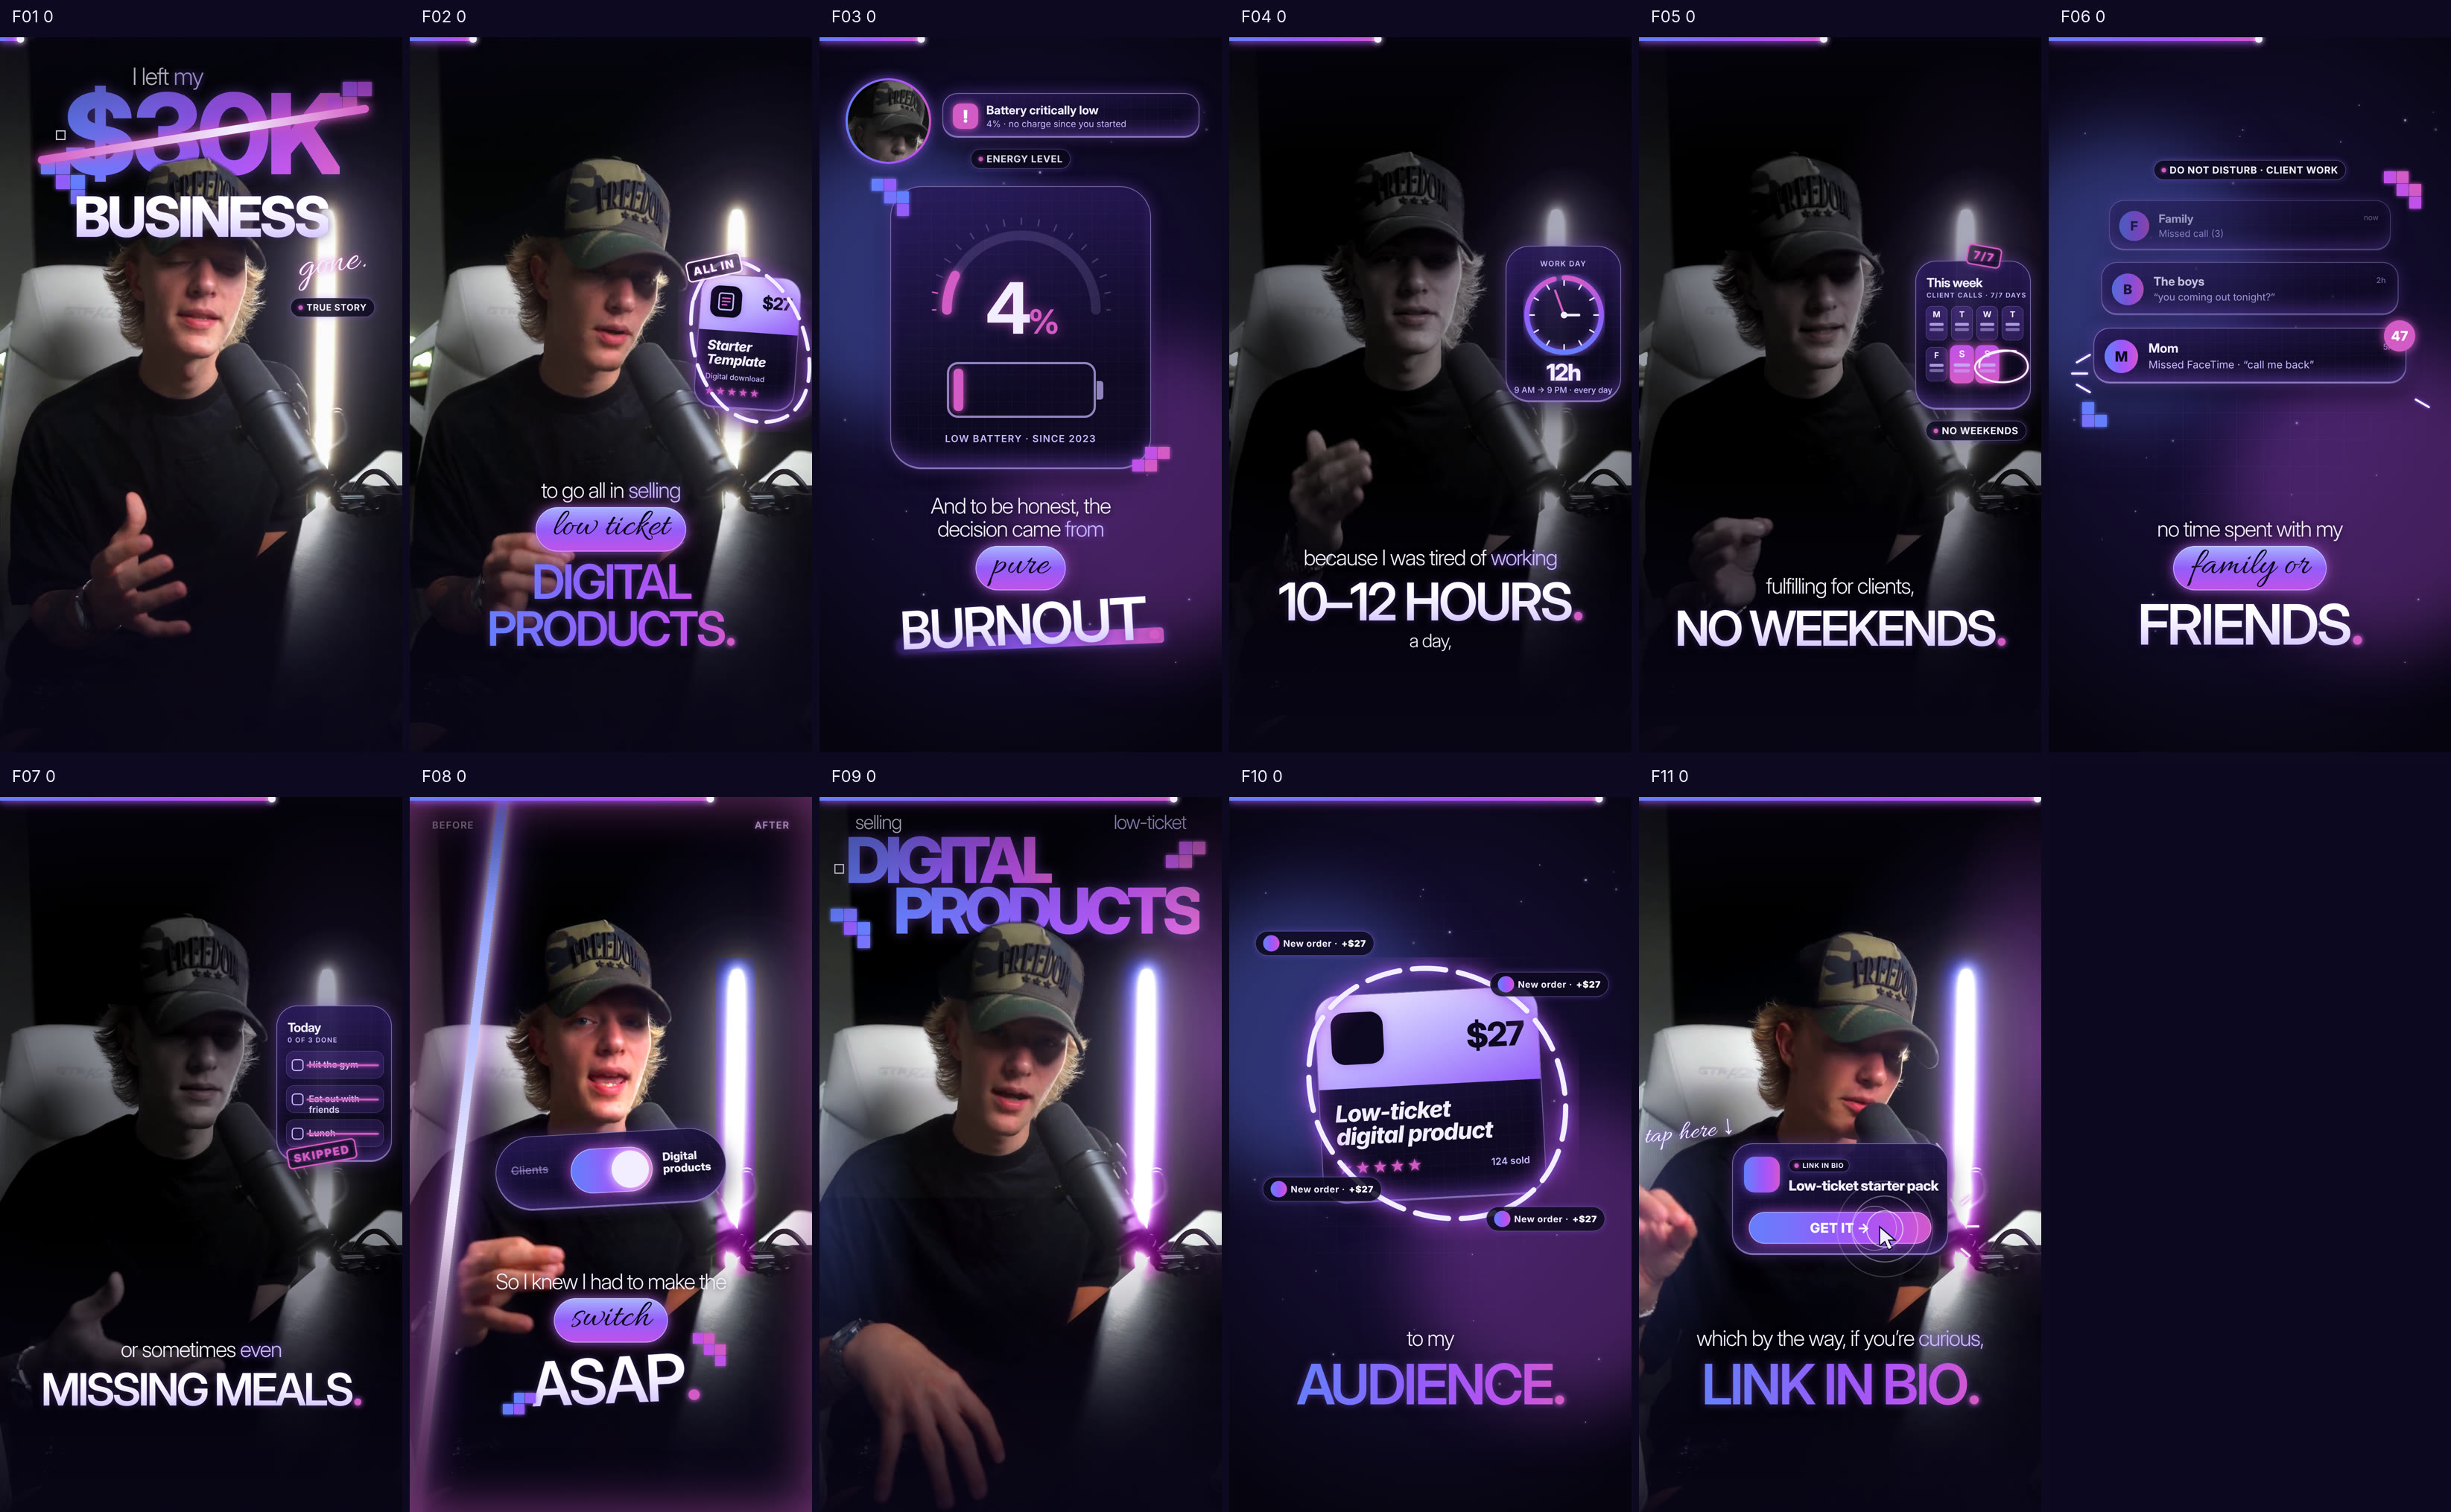 F01 0
I left my
$30K
BUSINESS
gone.
TRUE STORY
FREEDOM
F02 0
FREEDOM
ALL IN
$27
Starter
Template
Digital download
★★★★★
to go all in selling
low ticket
DIGITAL
PRODUCTS.
F03 0
FREEDOM
!
Battery critically low
4% · no charge since you started
ENERGY LEVEL
4%
LOW BATTERY · SINCE 2023
And to be honest, the
decision came from
pure
BURNOUT.
F04 0
FREEDOM
WORK DAY
12h
9 AM → 9 PM · every day
because I was tired of working
10–12 HOURS.
a day,
F05 0
FREEDOM
7/7
This week
CLIENT CALLS · 7/7 DAYS
M T W T
F S S
NO WEEKENDS
fulfilling for clients,
NO WEEKENDS.
F06 0
DO NOT DISTURB · CLIENT WORK
F
Family
now
Missed call (3)
B
The boys
2h
“you coming out tonight?”
47
M
Mom
Missed FaceTime · “call me back”
no time spent with my
family or
FRIENDS.
F07 0
FREEDOM
Today
0 OF 3 DONE
Hit the gym
Eat out with
friends
Lunch
SKIPPED
or sometimes even
MISSING MEALS.
F08 0
BEFORE
AFTER
FREEDOM
Clients
Digital
products
So I knew I had to make the
switch
ASAP.
F09 0
selling
low-ticket
DIGITAL
PRODUCTS
FREEDOM
F10 0
New order · +$27
New order · +$27
$27
Low-ticket
digital product
★★★★★
124 sold
New order · +$27
New order · +$27
to my
AUDIENCE.
F11 0
FREEDOM
tap here ↓
LINK IN BIO
Low-ticket starter pack
GET IT →
which by the way, if you’re curious,
LINK IN BIO.